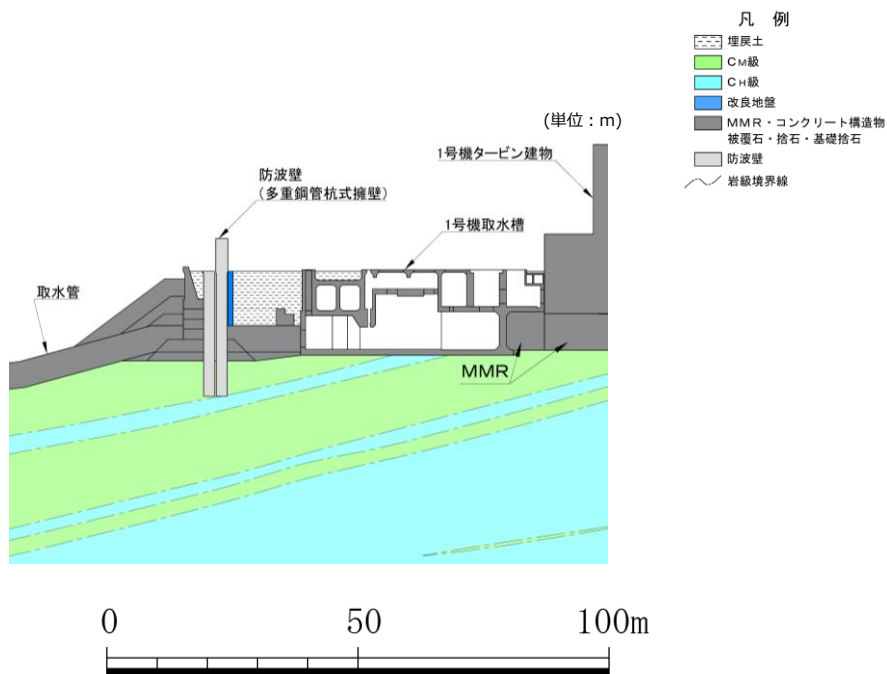 凡 例
埋戻土
CM級
CH級
改良地盤
MMR・コンクリート構造物
被覆石・捨石・基礎捨石
防波壁
岩級境界線
(単位：m)
1号機タービン建物
防波壁
(多重鋼管杭式擁壁)
1号機取水槽
取水管
MMR
0 50 100m